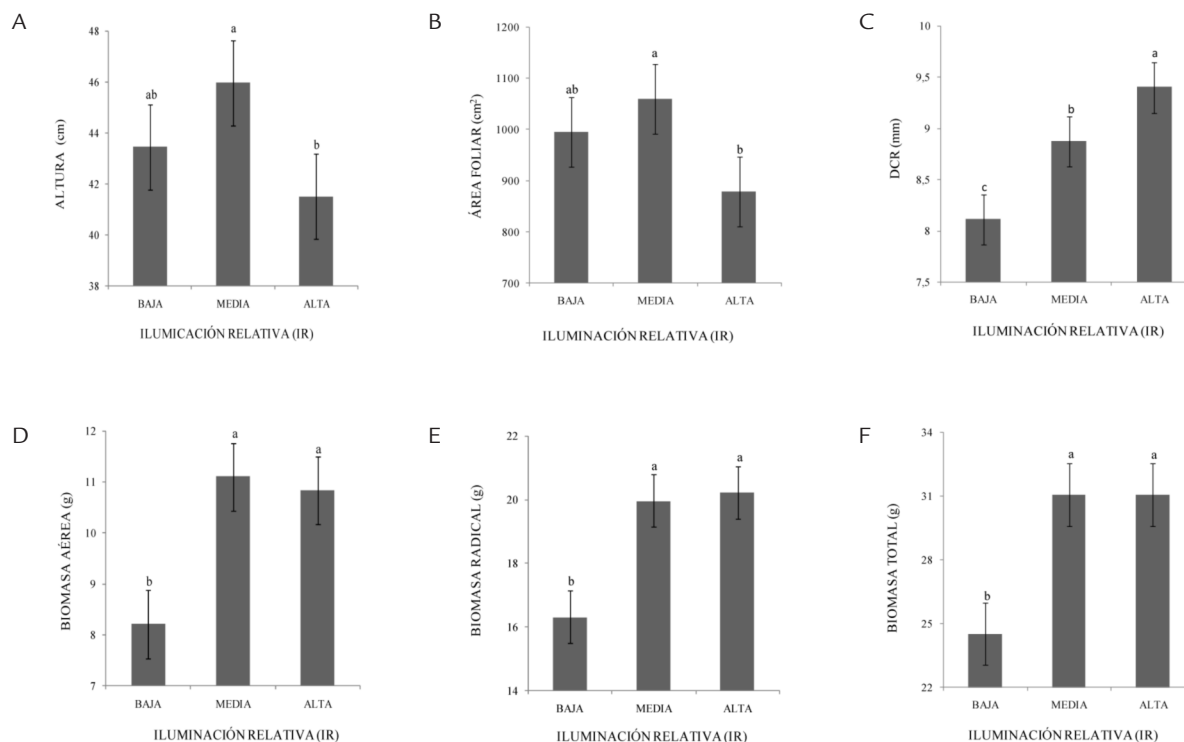 A
48
46
44
42
40
38
ALTURA (cm)
ab
a
b
BAJA MEDIA ALTA
ILUMICACIÓN RELATIVA (IR)
B
1200
1100
1000
900
800
700
ÁREA FOLIAR (cm²)
ab
a
b
BAJA MEDIA ALTA
ILUMINACIÓN RELATIVA (IR)
C
10
9,5
9
8,5
8
7,5
DCR (mm)
c
b
a
BAJA MEDIA ALTA
ILUMINACIÓN RELATIVA (IR)
D
12
11
10
9
8
7
BIOMASA AÉREA (g)
b
a
a
BAJA MEDIA ALTA
ILUMINACIÓN RELATIVA (IR)
E
22
20
18
16
14
BIOMASA RADICAL (g)
b
a
a
BAJA MEDIA ALTA
ILUMINACIÓN RELATIVA (IR)
F
34
31
28
25
22
BIOMASA TOTAL (g)
b
a
a
BAJA MEDIA ALTA
ILUMINACIÓN RELATIVA (IR)